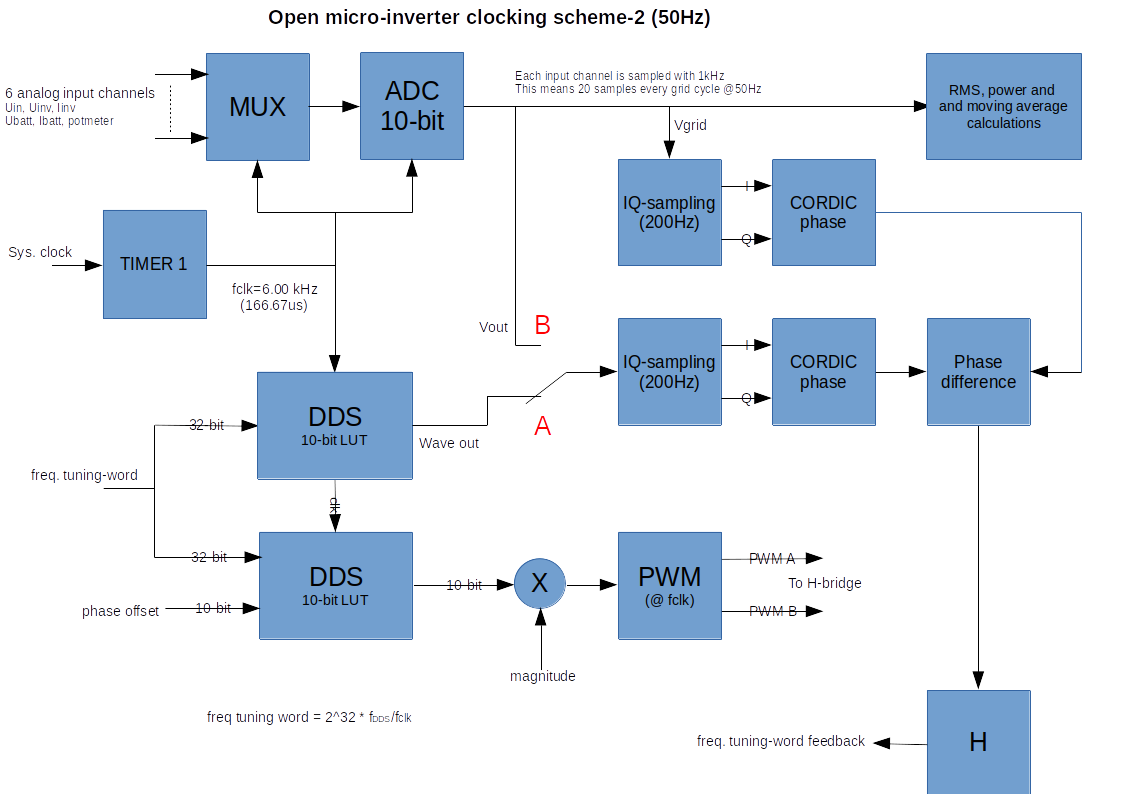 Open micro-inverter clocking scheme-2 (50Hz)
6 analog input channels
Uin, Uinv, Iinv
Ubatt, Ibatt, potmeter
MUX
ADC
10-bit
Each input channel is sampled with 1kHz
This means 20 samples every grid cycle @50Hz
RMS, power and
and moving average
calculations
Vgrid
IQ-sampling
(200Hz)
I
Q
CORDIC
phase
Sys. clock
TIMER 1
fclk=6.00 kHz
(166.67us)
Vout
B
A
IQ-sampling
(200Hz)
I
Q
CORDIC
phase
Phase
difference
DDS
10-bit LUT
Wave out
32-bit
freq. tuning-word
clk
32-bit
phase offset
10-bit
DDS
10-bit LUT
10-bit
X
magnitude
PWM
(@ fclk)
PWM A
To H-bridge
PWM B
freq tuning word = 2^32 * fDDS/fclk
freq. tuning-word feedback
H